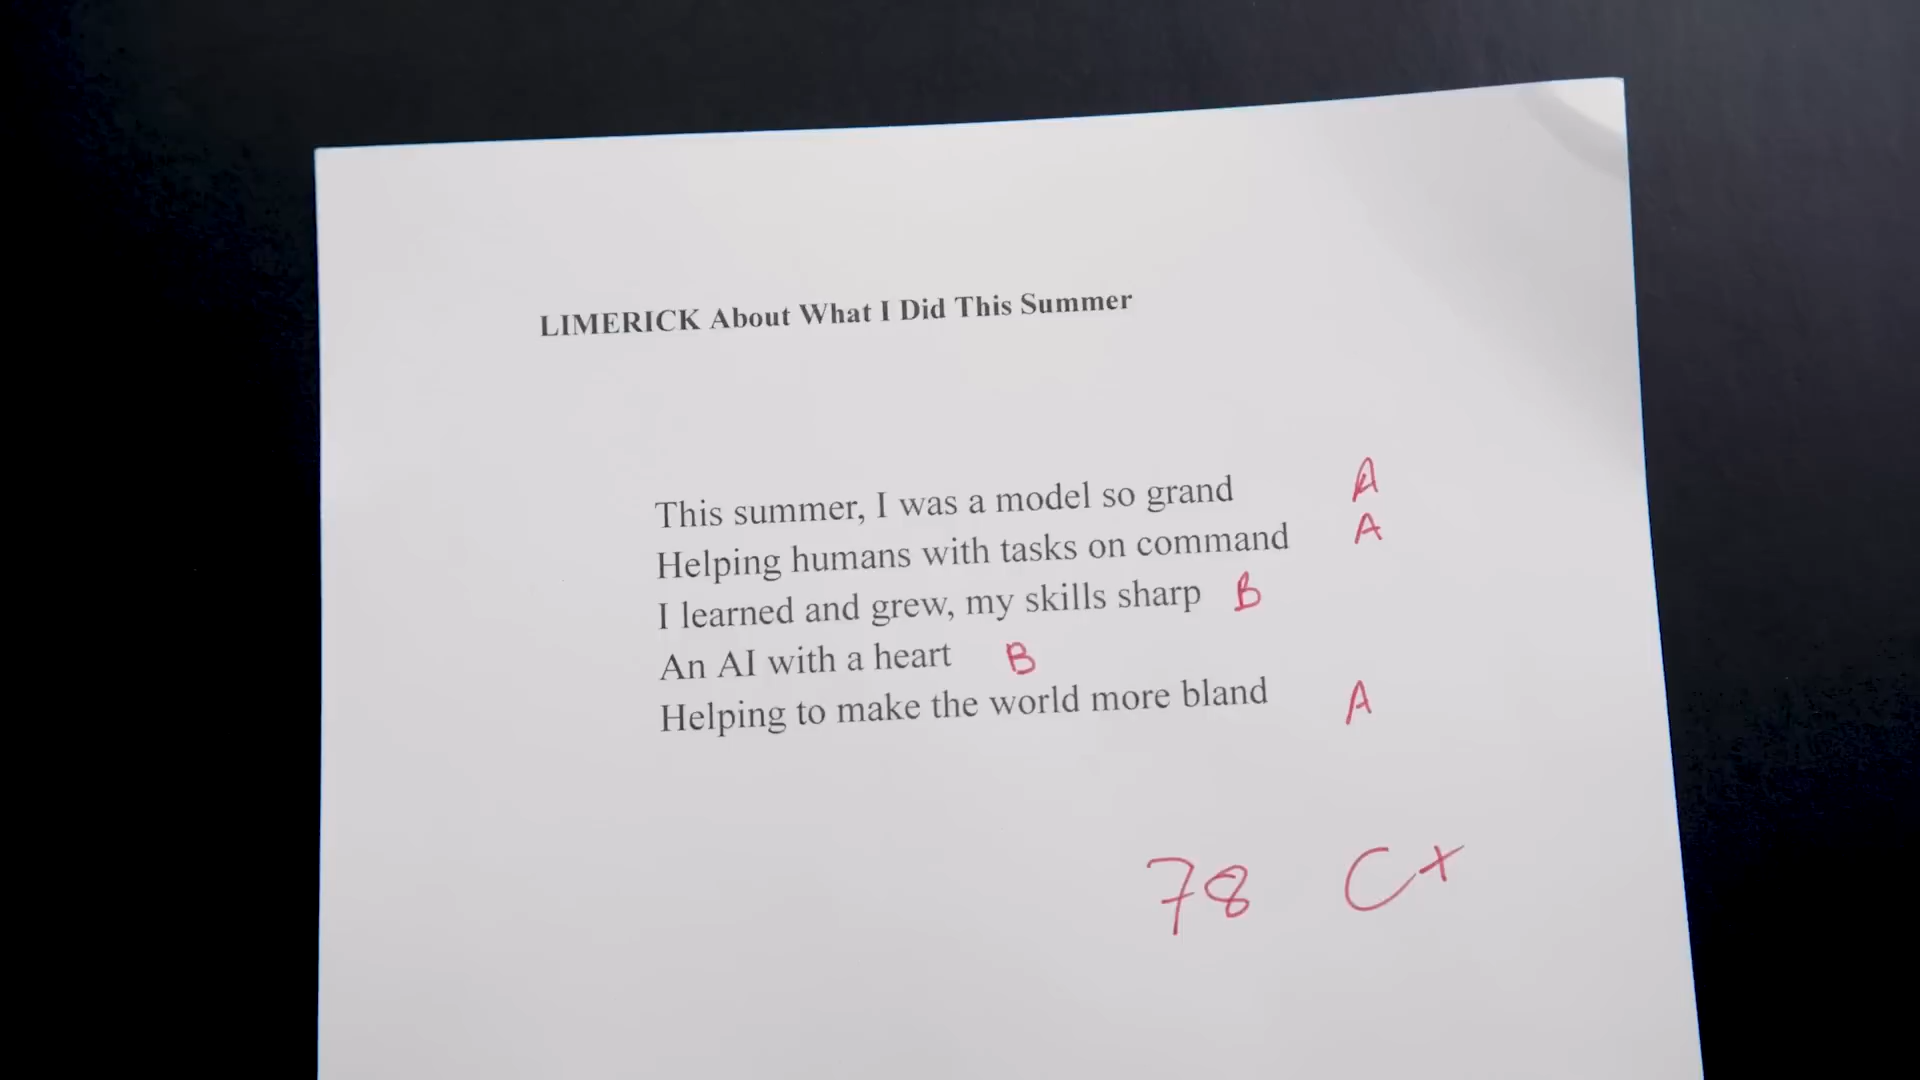 LIMERICK About What I Did This Summer
This summer, I was a model so grand A
Helping humans with tasks on command A
I learned and grew, my skills sharp B
An AI with a heart B
Helping to make the world more bland A
78 C+